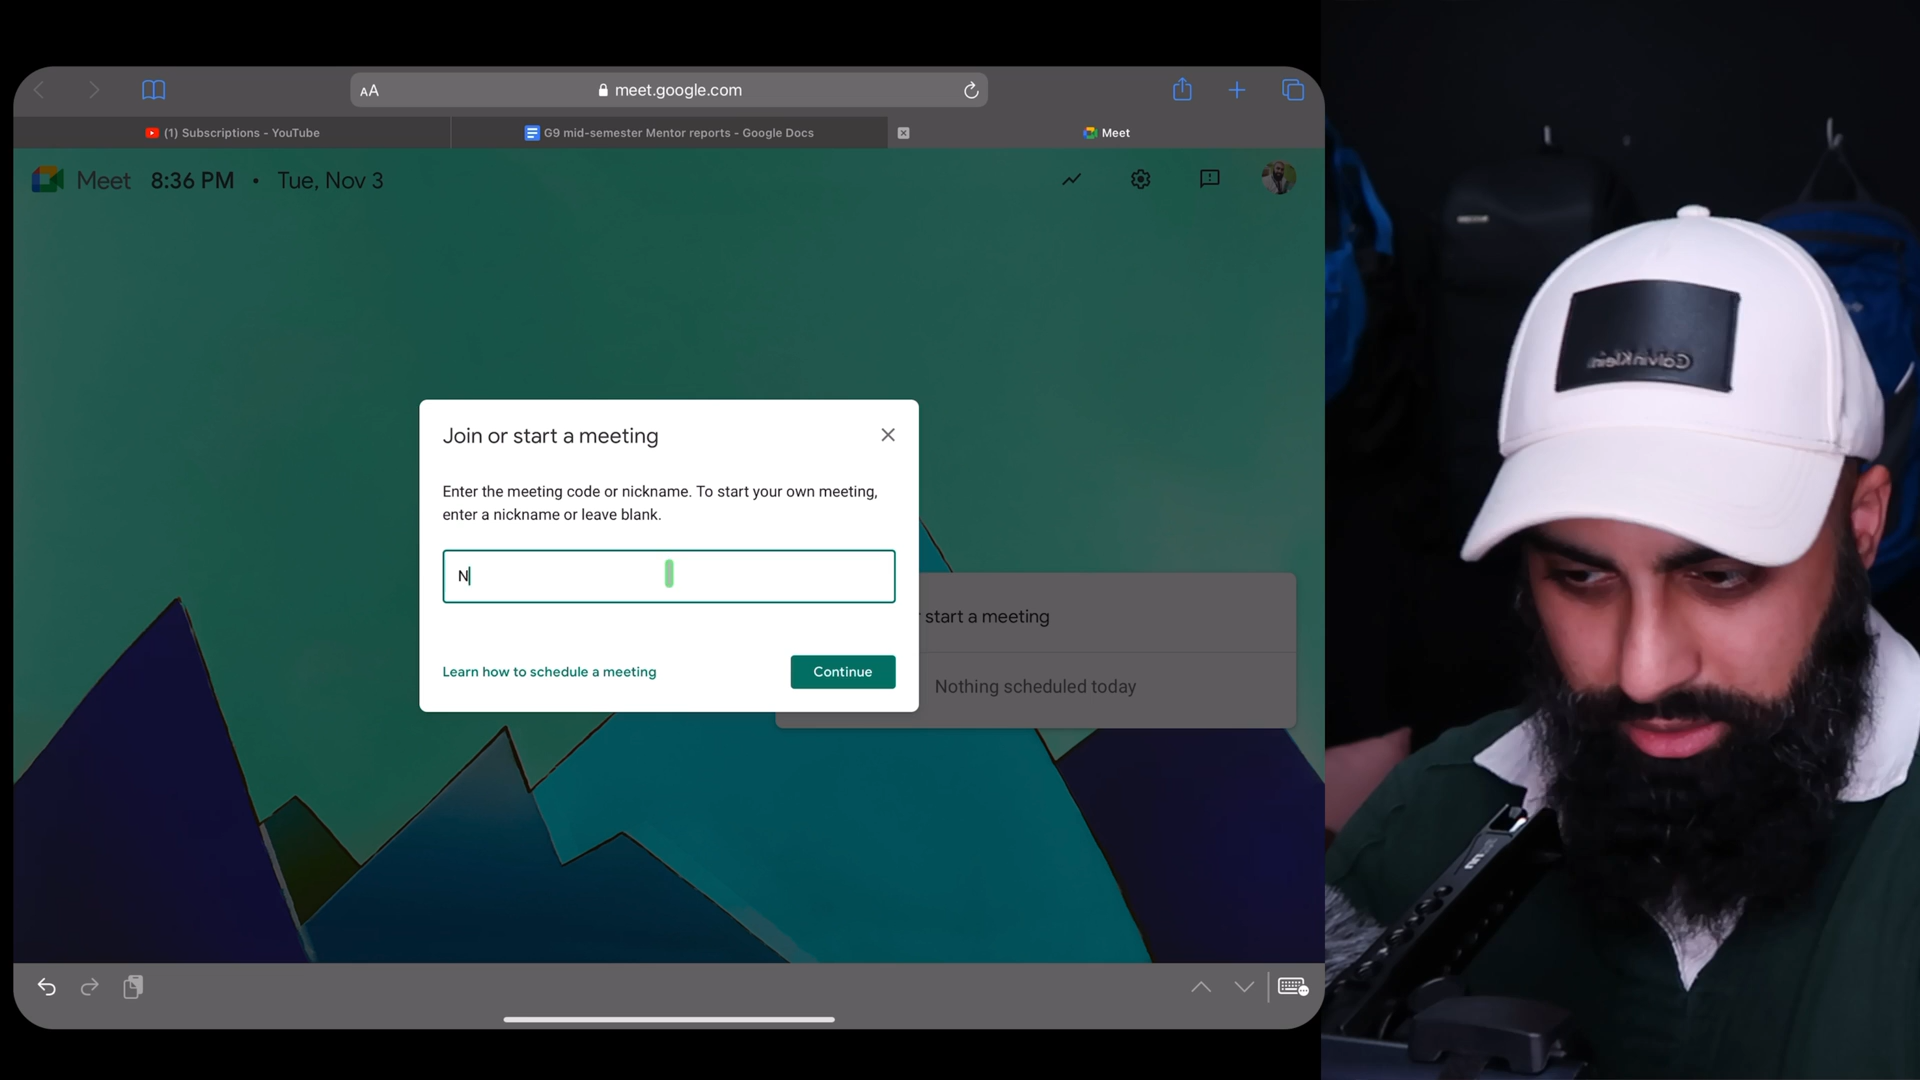 AA
meet.google.com
(1) Subscriptions - YouTube
G9 mid-semester Mentor reports - Google Docs
Meet
Meet 8:36 PM • Tue, Nov 3
Join or start a meeting
Enter the meeting code or nickname. To start your own meeting,
enter a nickname or leave blank.
N
Learn how to schedule a meeting
Continue
start a meeting
Nothing scheduled today
Calvin Klein